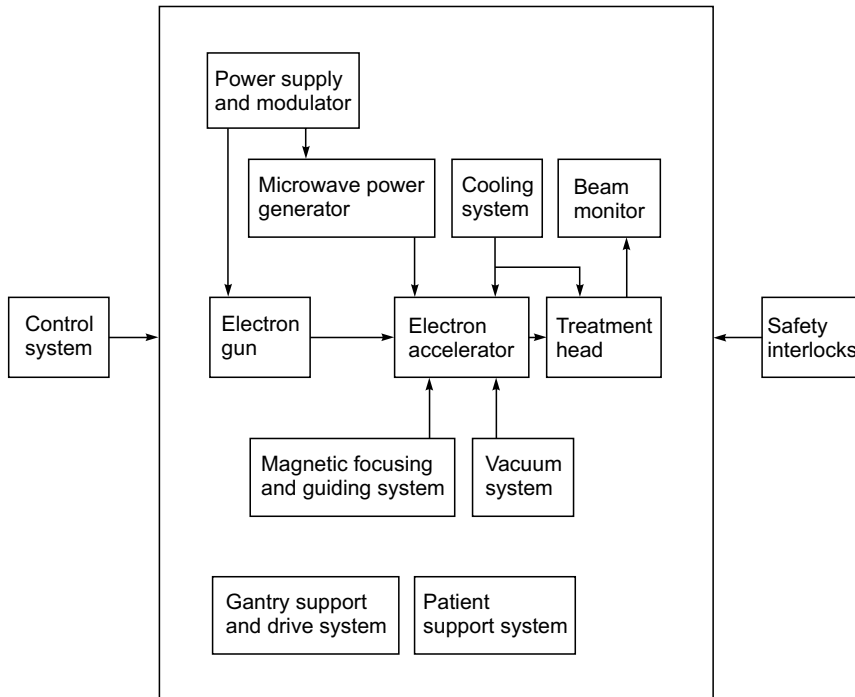 Power supply
and modulator
Microwave power
generator
Cooling
system
Beam
monitor
Control
system
Electron
gun
Electron
accelerator
Treatment
head
Safety
interlocks
Magnetic focusing
and guiding system
Vacuum
system
Gantry support
and drive system
Patient
support system